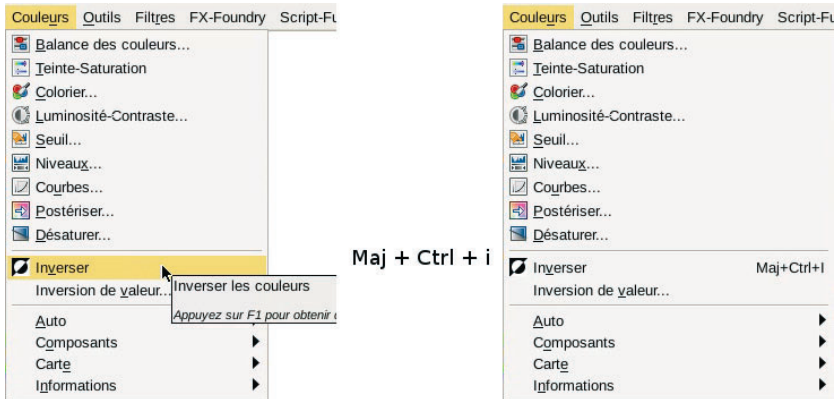 Couleurs Outils Filtres FX-Foundry Script-Fu
Balance des couleurs...
Teinte-Saturation
Colorier...
Luminosité-Contraste...
Seuil...
Niveaux...
Courbes...
Postériser...
Désaturer...
Inverser
Inversion de valeur...
Inverser les couleurs
Appuyez sur F1 pour obtenir
Auto
Composants
Carte
Informations
Maj + Ctrl + i
Couleurs Outils Filtres FX-Foundry Script-Fu
Balance des couleurs...
Teinte-Saturation
Colorier...
Luminosité-Contraste...
Seuil...
Niveaux...
Courbes...
Postériser...
Désaturer...
Inverser Maj+Ctrl+I
Inversion de valeur...
Auto
Composants
Carte
Informations